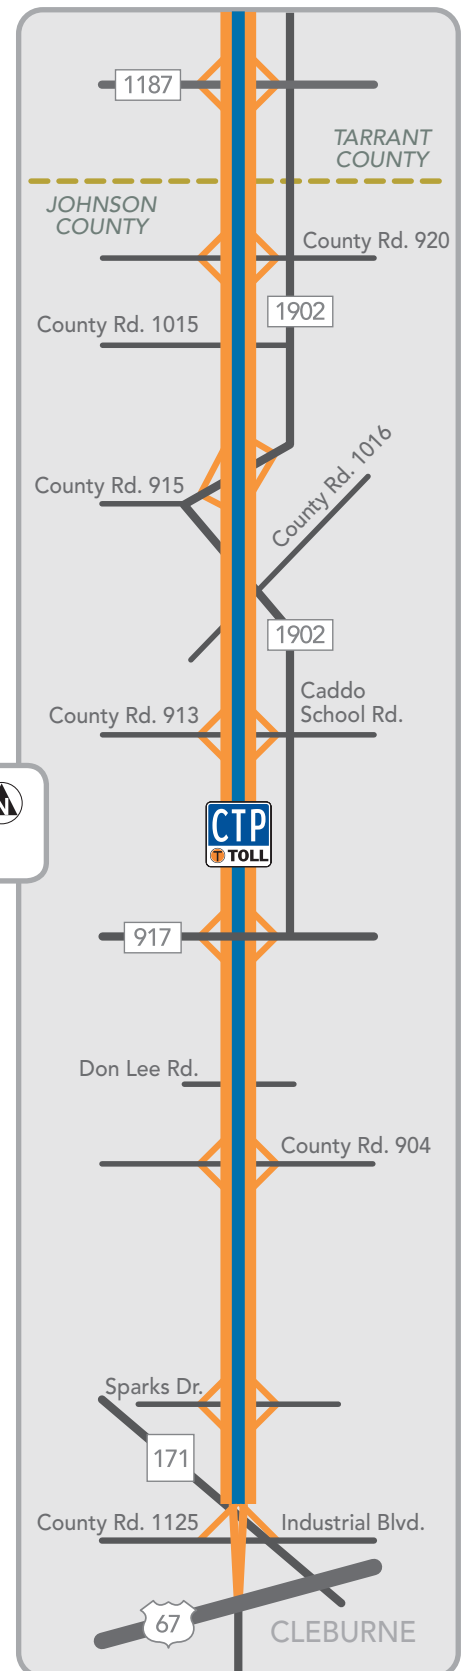 1187
TARRANT
COUNTY
JOHNSON
COUNTY
County Rd. 920
1902
County Rd. 1015
County Rd. 1016
County Rd. 915
1902
Caddo
School Rd.
County Rd. 913
N
CTP
T TOLL
917
Don Lee Rd.
County Rd. 904
Sparks Dr.
171
County Rd. 1125
Industrial Blvd.
67
CLEBURNE